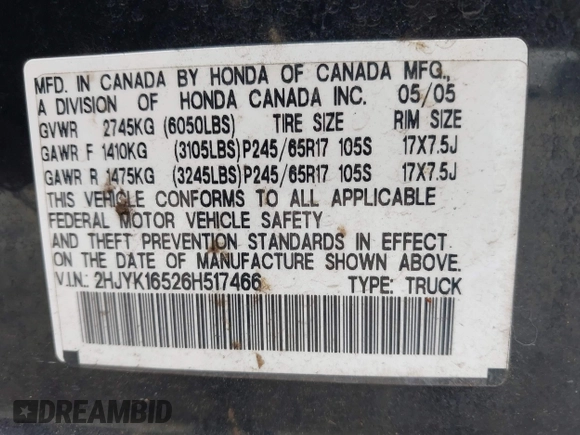 MFD. IN CANADA BY HONDA OF CANADA MFG.,
A DIVISION OF HONDA CANADA INC. 05/05
GVWR 2745KG (6050LBS) TIRE SIZE RIM SIZE
GAWR F 1410KG (3105LBS)P245/65R17 105S 17X7.5J
GAWR R 1475KG (3245LBS)P245/65R17 105S 17X7.5J
THIS VEHICLE CONFORMS TO ALL APPLICABLE
FEDERAL MOTOR VEHICLE SAFETY
AND THEFT PREVENTION STANDARDS IN EFFECT
ON THE DATE OF MANUFACTURE SHOWN ABOVE.
V.I.N.: 2HJYK16526H517466 TYPE: TRUCK
DREAMBID